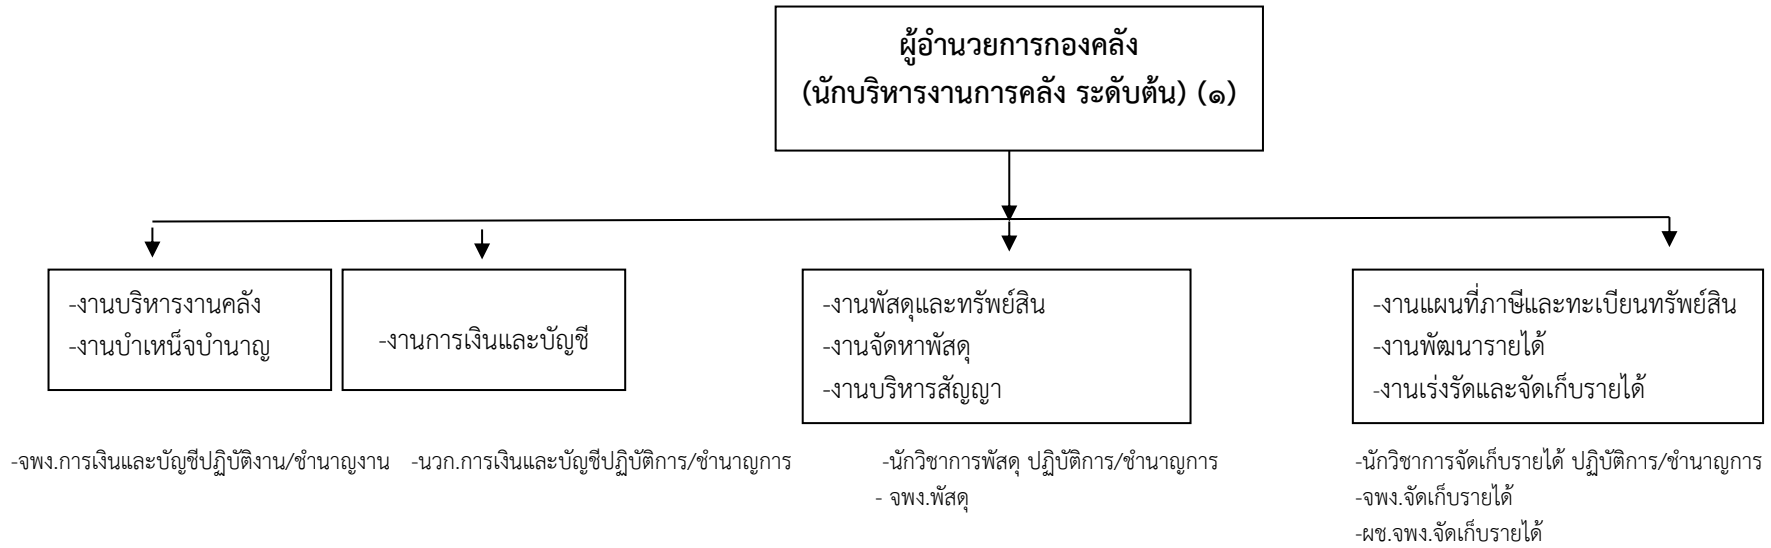 ผู้อำนวยการกองคลัง
(นักบริหารงานการคลัง ระดับต้น) (๑)
-งานบริหารงานคลัง
-งานบำเหน็จบำนาญ
-งานการเงินและบัญชี
-งานพัสดุและทรัพย์สิน
-งานจัดหาพัสดุ
-งานบริหารสัญญา
-งานแผนที่ภาษีและทะเบียนทรัพย์สิน
-งานพัฒนารายได้
-งานเร่งรัดและจัดเก็บรายได้
-จพง.การเงินและบัญชีปฏิบัติงาน/ชำนาญงาน
-นวก.การเงินและบัญชีปฏิบัติการ/ชำนาญการ
-นักวิชาการพัสดุ ปฏิบัติการ/ชำนาญการ
- จพง.พัสดุ
-นักวิชาการจัดเก็บรายได้ ปฏิบัติการ/ชำนาญการ
-จพง.จัดเก็บรายได้
-ผช.จพง.จัดเก็บรายได้